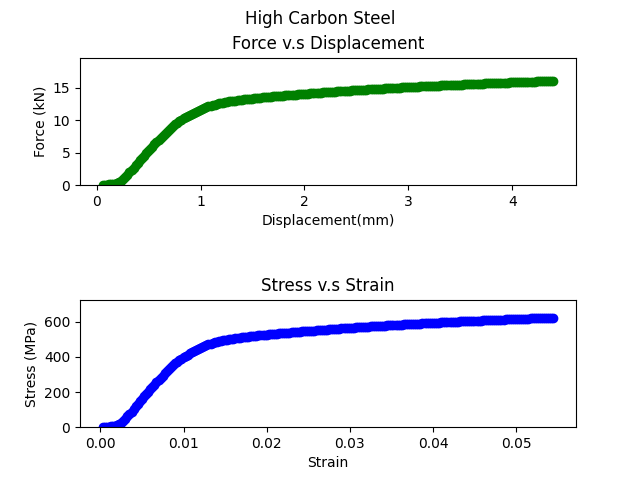 High Carbon Steel
Force v.s Displacement
Force (kN)
15
10
5
0
0 1 2 3 4
Displacement(mm)
Stress v.s Strain
Stress (MPa)
600
400
200
0
0.00 0.01 0.02 0.03 0.04 0.05
Strain